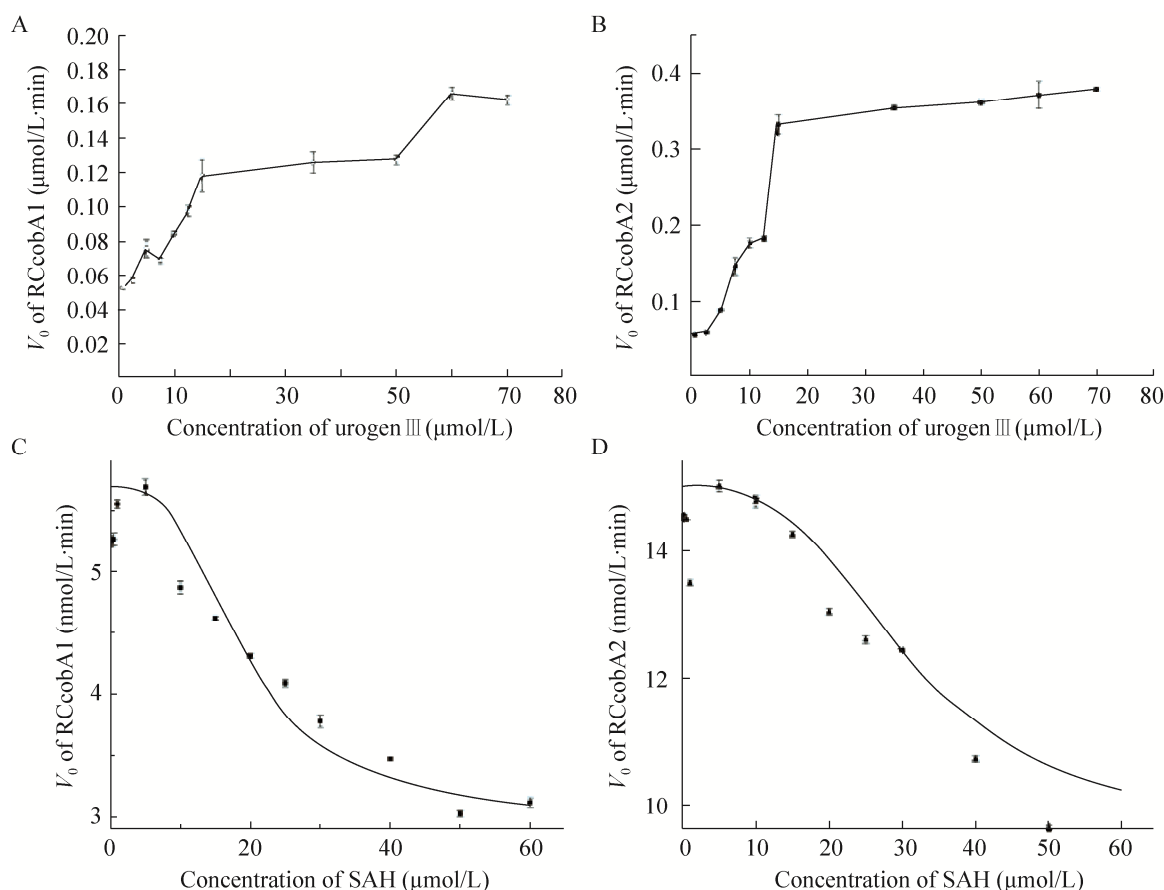 A
V0 of RCcobA1 (μmol/L·min)
0.20
0.18
0.16
0.14
0.12
0.10
0.08
0.06
0.04
0.02
0 10 20 30 40 50 60 70 80
Concentration of urogen Ⅲ (μmol/L)
B
V0 of RCcobA2 (μmol/L·min)
0.4
0.3
0.2
0.1
0 10 20 30 40 50 60 70 80
Concentration of urogen Ⅲ (μmol/L)
C
V0 of RCcobA1 (nmol/L·min)
5
4
3
0 20 40 60
Concentration of SAH (μmol/L)
D
V0 of RCcobA2 (nmol/L·min)
14
12
10
0 10 20 30 40 50 60
Concentration of SAH (μmol/L)